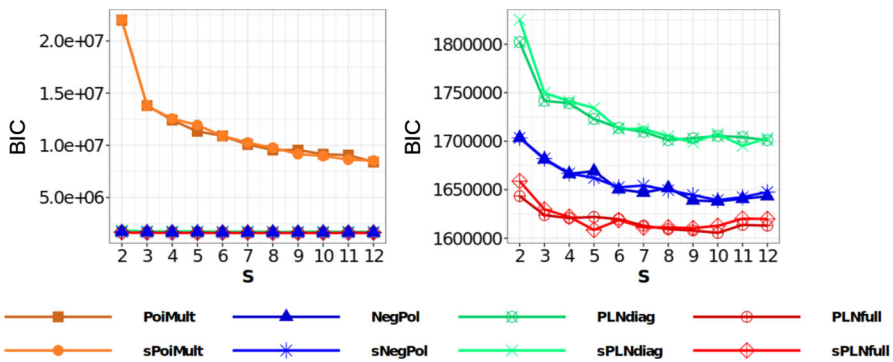 2.0e+07
1.5e+07
1.0e+07
5.0e+06
BIC
2 3 4 5 6 7 8 9 10 11 12
S
1800000
1750000
1700000
1650000
1600000
BIC
2 3 4 5 6 7 8 9 10 11 12
S
PoiMult NegPol PLNdiag PLNfull
sPoiMult sNegPol sPLNdiag sPLNfull